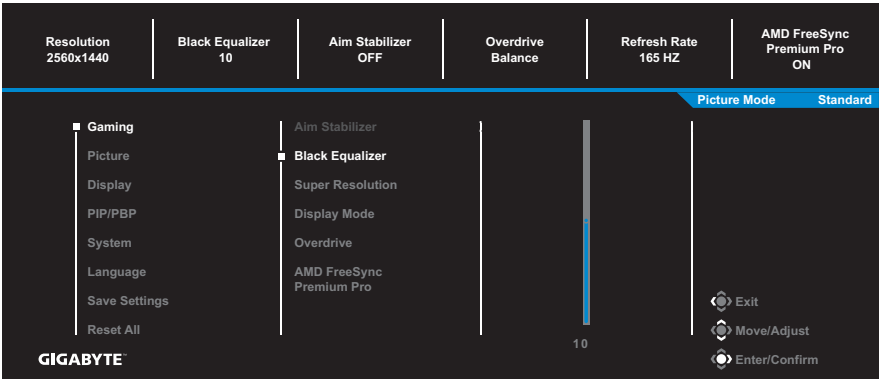 Resolution
2560x1440
Black Equalizer
10
Aim Stabilizer
OFF
Overdrive
Balance
Refresh Rate
165 HZ
AMD FreeSync
Premium Pro
ON
Picture Mode Standard
Gaming
Picture
Display
PIP/PBP
System
Language
Save Settings
Reset All
Aim Stabilizer
Black Equalizer
Super Resolution
Display Mode
Overdrive
AMD FreeSync
Premium Pro
10
Exit
Move/Adjust
Enter/Confirm
GIGABYTE™